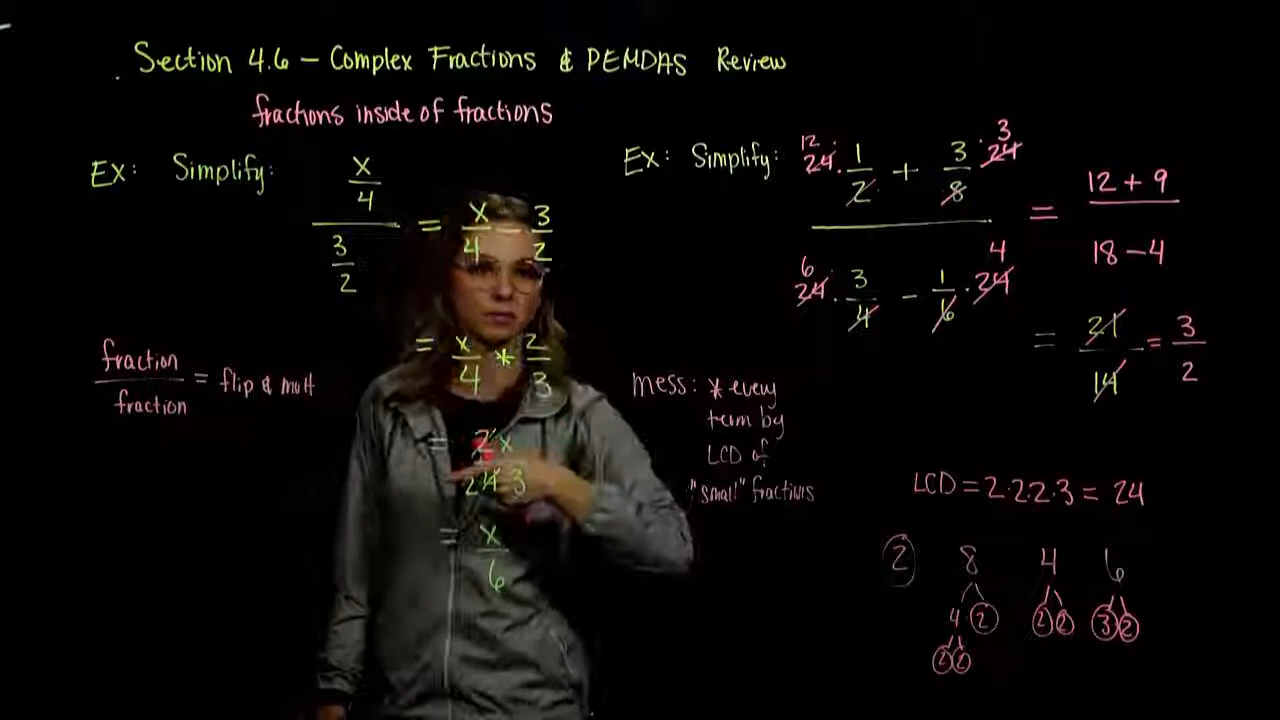 Section 4.6 – Complex Fractions & PEMDAS Review
fractions inside of fractions
Ex: Simplify:
x/4
3/2
= x/4 ÷ 3/2
= x/4 * 2/3
= 2x
2 4·3
= x/6
fraction
fraction
= flip & mult
Ex: Simplify:
12 3
24 · 1/2 + 3/8 · 24
6 4
24 · 3/4 – 1/6 · 24
= 12 + 9
18 – 4
= 21/14 = 3/2
mess: * every
term by
LCD of
"small" fractions
LCD = 2·2·2·3 = 24
2 8 4 6
4 2 2 2 3 2
2 2